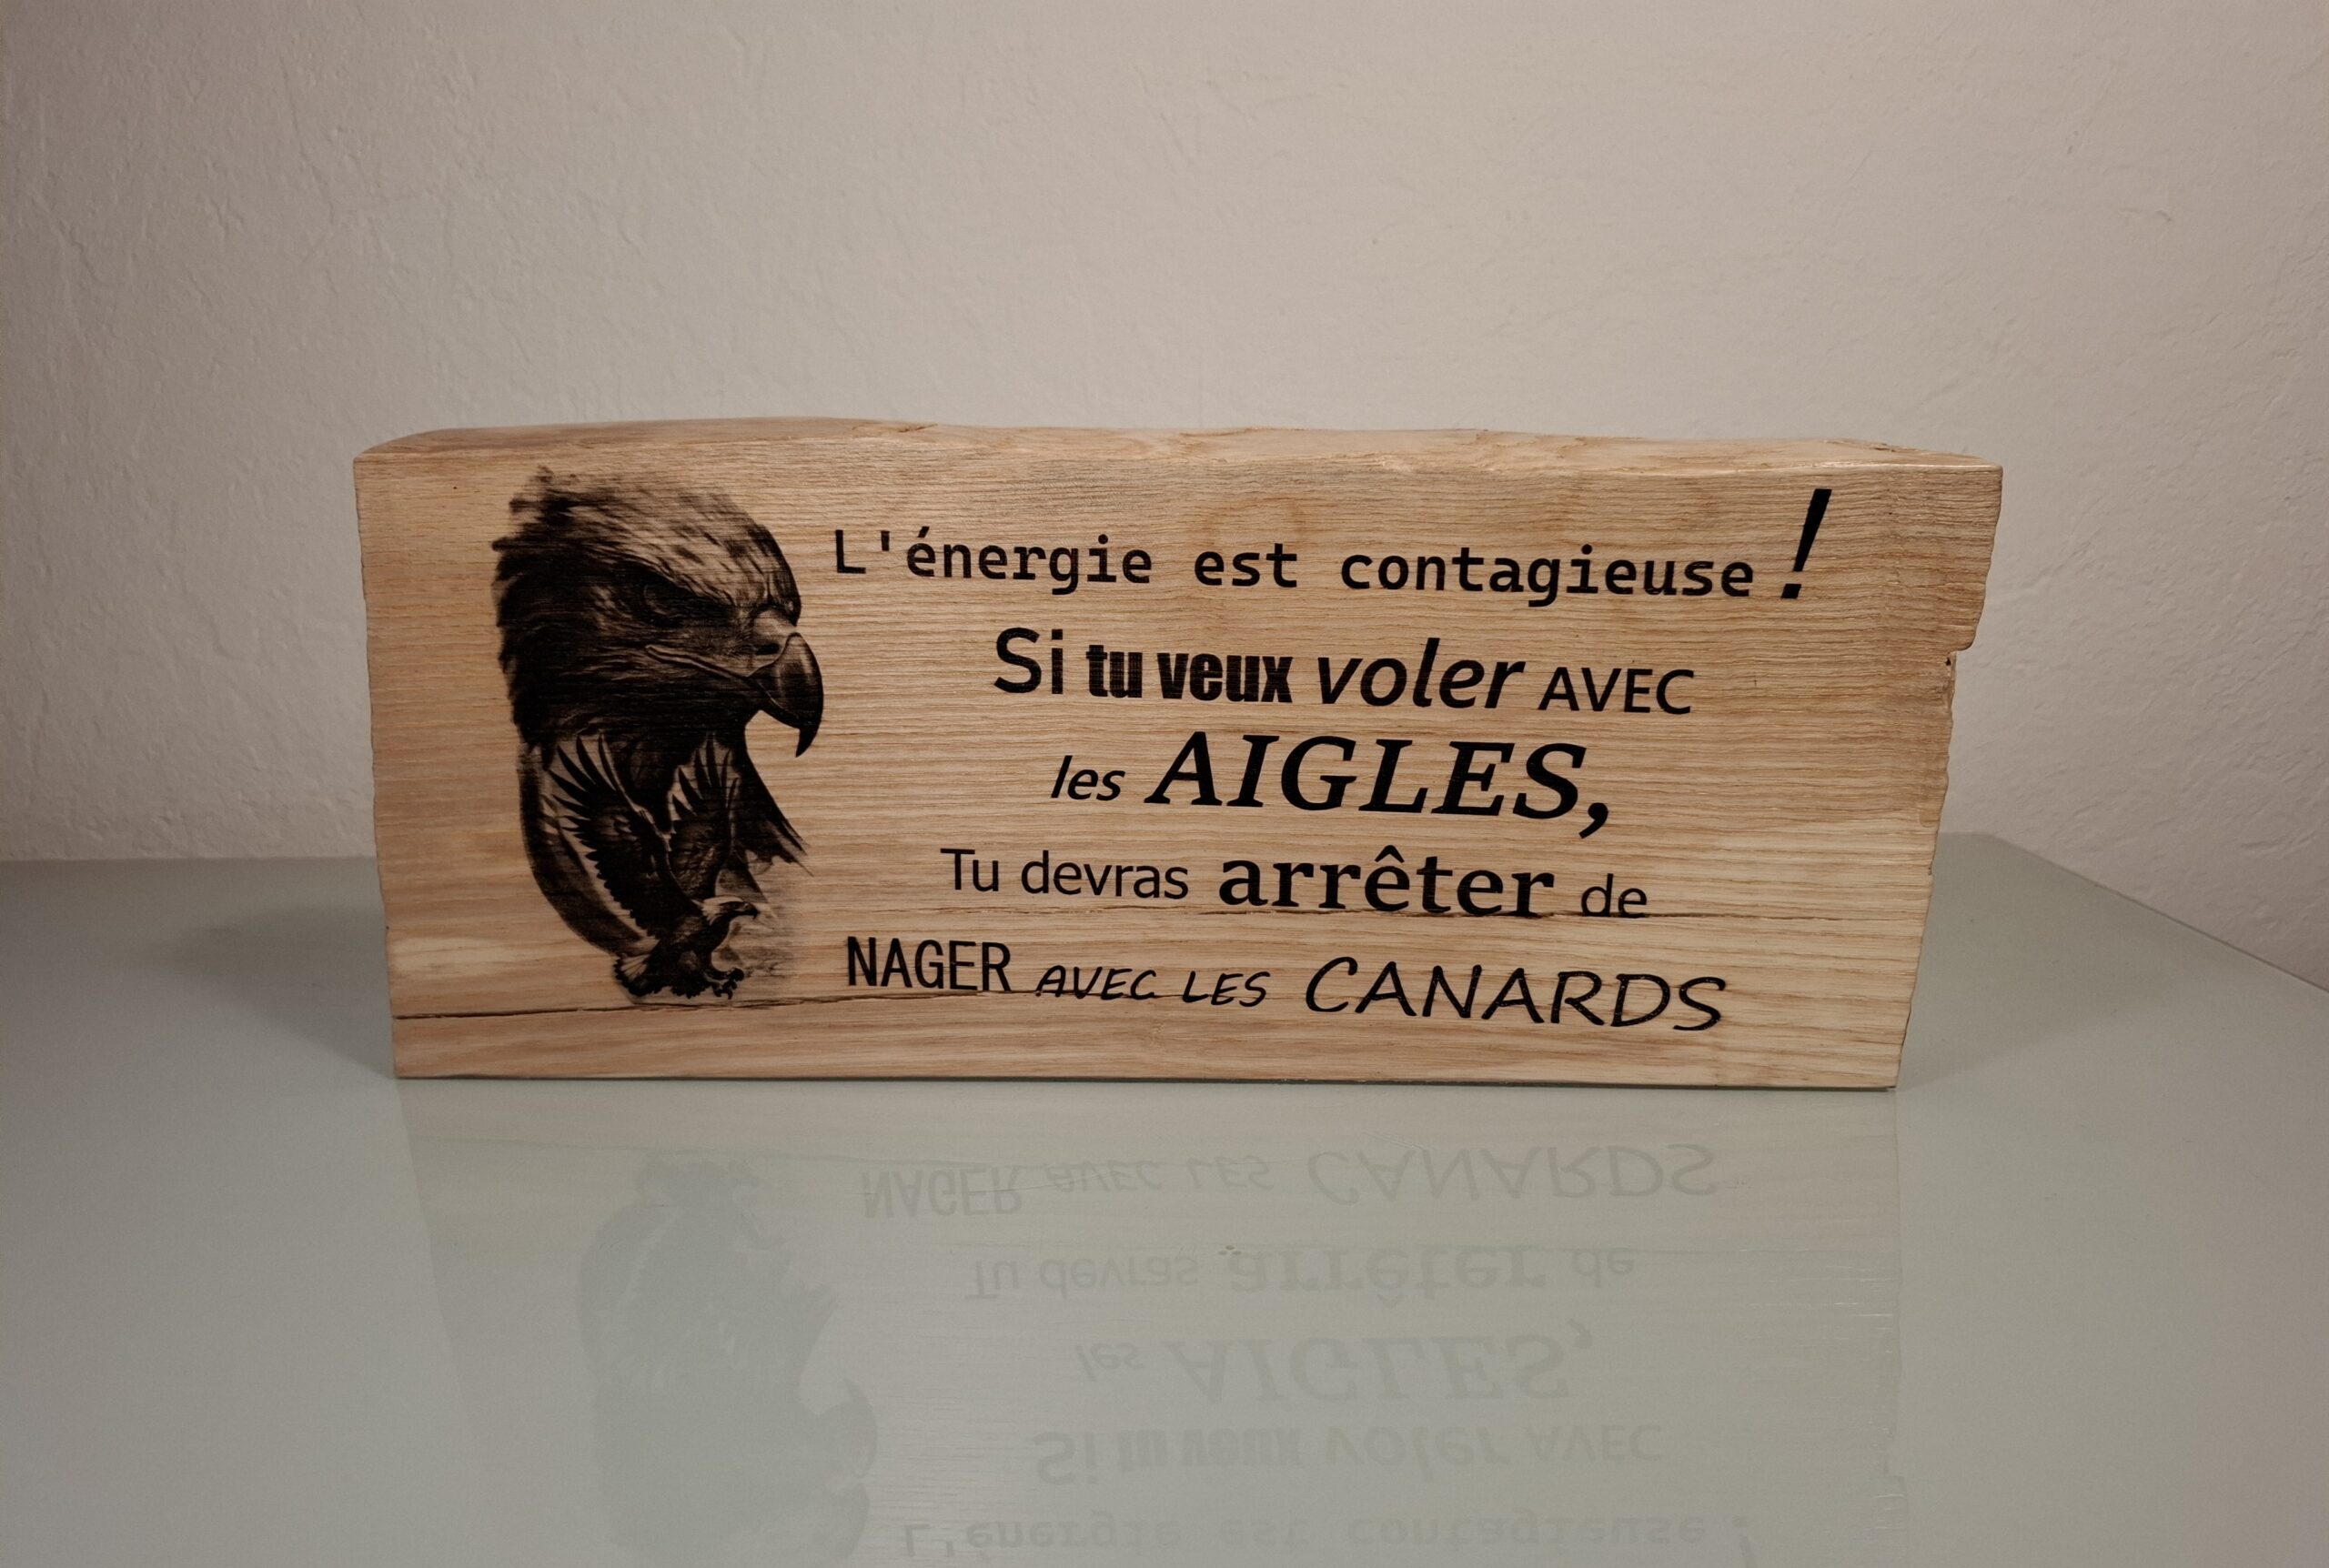 L'énergie est contagieuse !
Si tu veux voler AVEC
les AIGLES,
Tu devras arrêter de
NAGER AVEC LES CANARDS